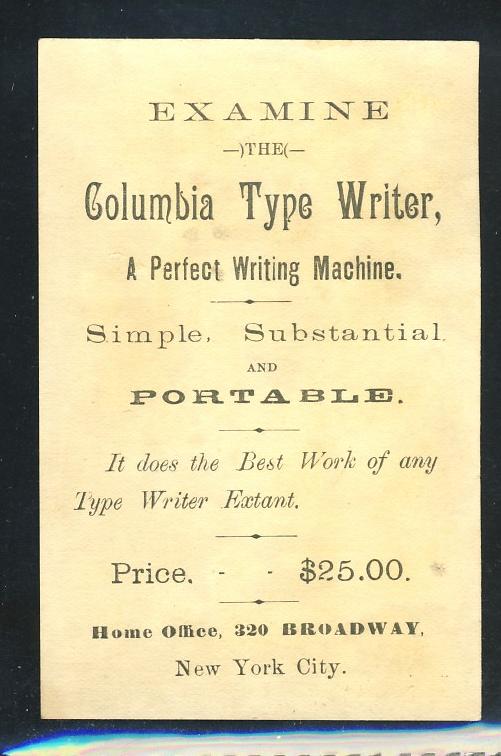 EXAMINE
—)THE(—
Columbia Type Writer,
A Perfect Writing Machine.
Simple, Substantial.
AND
PORTABLE.
It does the Best Work of any
Type Writer Extant.
Price, - - $25.00.
Home Office, 320 BROADWAY,
New York City.